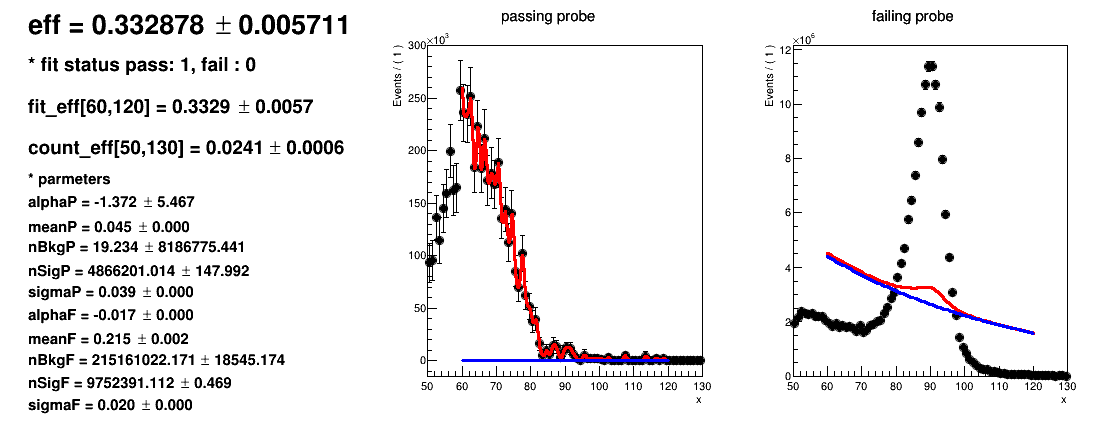 eff = 0.332878 ± 0.005711
* fit status pass: 1, fail : 0
fit_eff[60,120] = 0.3329 ± 0.0057
count_eff[50,130] = 0.0241 ± 0.0006
* parmeters
alphaP = -1.372 ± 5.467
meanP = 0.045 ± 0.000
nBkgP = 19.234 ± 8186775.441
nSigP = 4866201.014 ± 147.992
sigmaP = 0.039 ± 0.000
alphaF = -0.017 ± 0.000
meanF = 0.215 ± 0.002
nBkgF = 215161022.171 ± 18545.174
nSigF = 9752391.112 ± 0.469
sigmaF = 0.020 ± 0.000
passing probe
×10³
Events / ( 1 )
300
250
200
150
100
50
0
50 60 70 80 90 100 110 120 130
x
failing probe
×10⁶
Events / ( 1 )
12
10
8
6
4
2
0
50 60 70 80 90 100 110 120 130
x